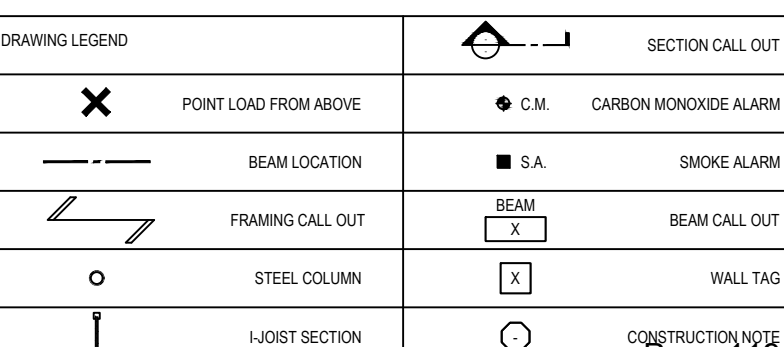 DRAWING LEGEND
SECTION CALL OUT
X POINT LOAD FROM ABOVE
C.M. CARBON MONOXIDE ALARM
BEAM LOCATION
S.A. SMOKE ALARM
FRAMING CALL OUT
BEAM
X
BEAM CALL OUT
STEEL COLUMN
X WALL TAG
I-JOIST SECTION
CONSTRUCTION NOTE